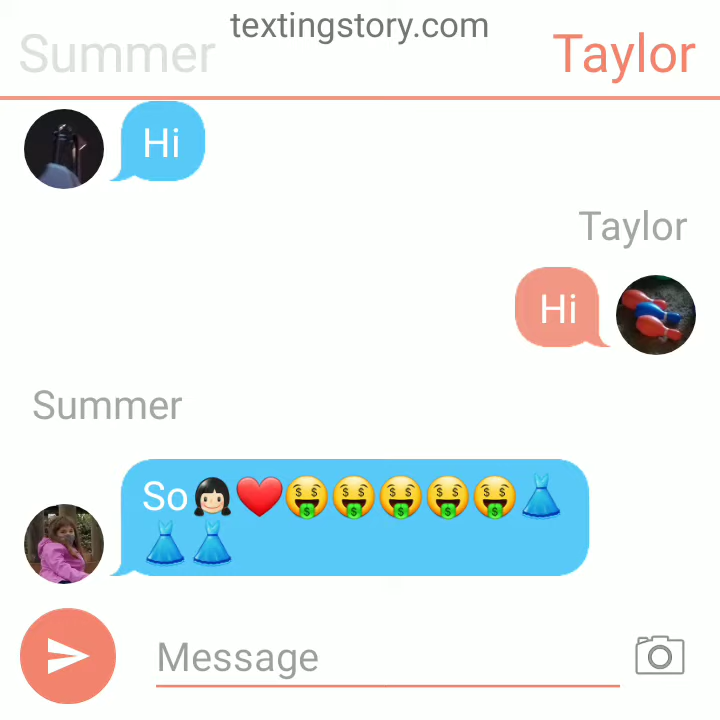 textingstory.com
Summer Taylor
Hi
Taylor
Hi
Summer
So👧🏻❤️🤑🤑🤑🤑🤑👗
👗👗
Message